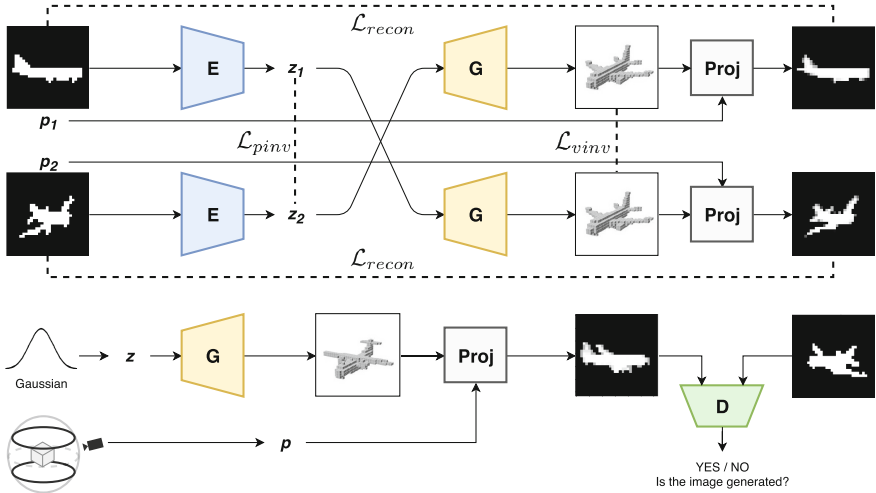 L_recon
E
z1
G
Proj
p1
L_pinv
L_vinv
p2
E
z2
G
Proj
L_recon
Gaussian
z
G
Proj
D
p
YES / NO
Is the image generated?